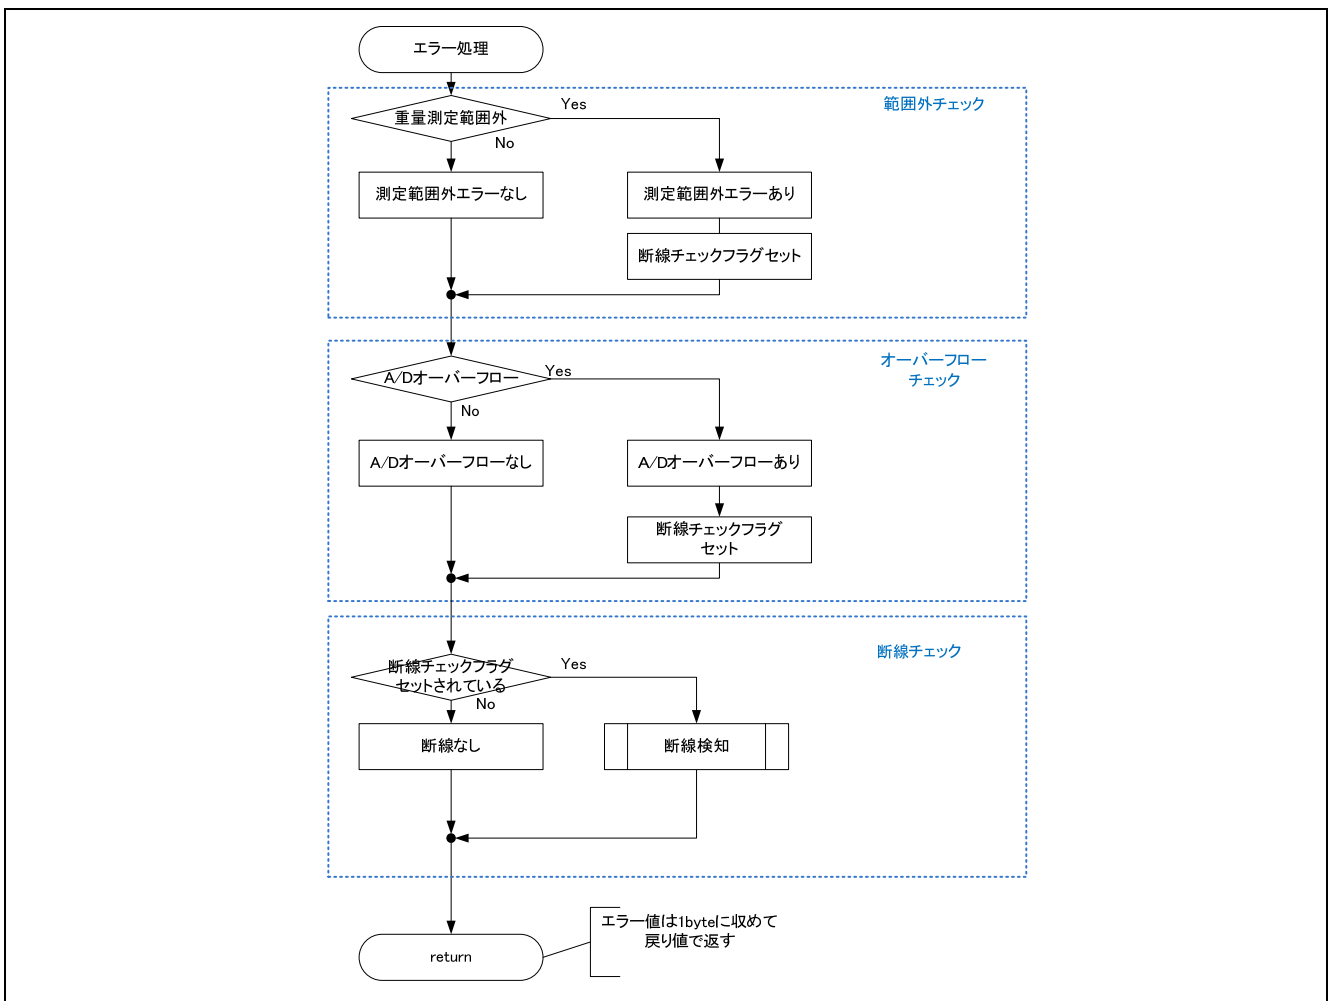 エラー処理
範囲外チェック
重量測定範囲外
Yes
No
測定範囲外エラーなし
測定範囲外エラーあり
断線チェックフラグセット
オーバーフロー
チェック
A/Dオーバーフロー
Yes
No
A/Dオーバーフローなし
A/Dオーバーフローあり
断線チェックフラグ
セット
断線チェック
断線チェックフラグ
セットされている
Yes
No
断線なし
断線検知
エラー値は1byteに収めて
戻り値で返す
return